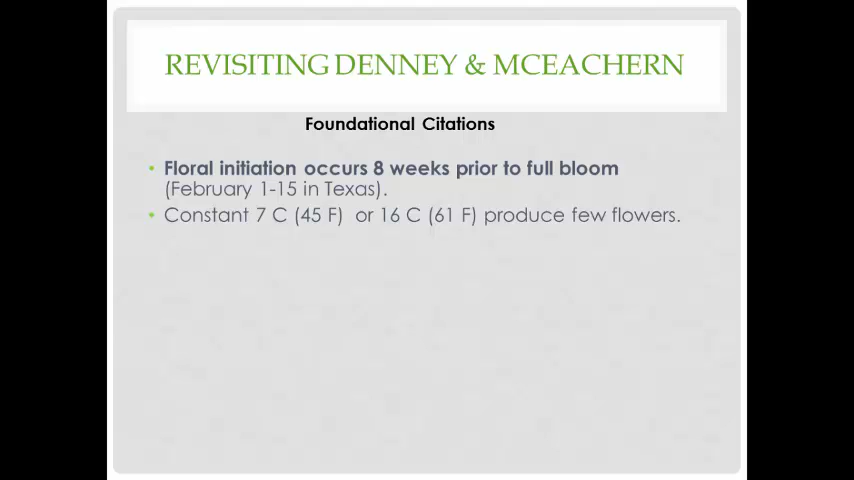 REVISITING DENNEY & MCEACHERN
Foundational Citations
• Floral initiation occurs 8 weeks prior to full bloom
(February 1-15 in Texas).
• Constant 7 C (45 F) or 16 C (61 F) produce few flowers.